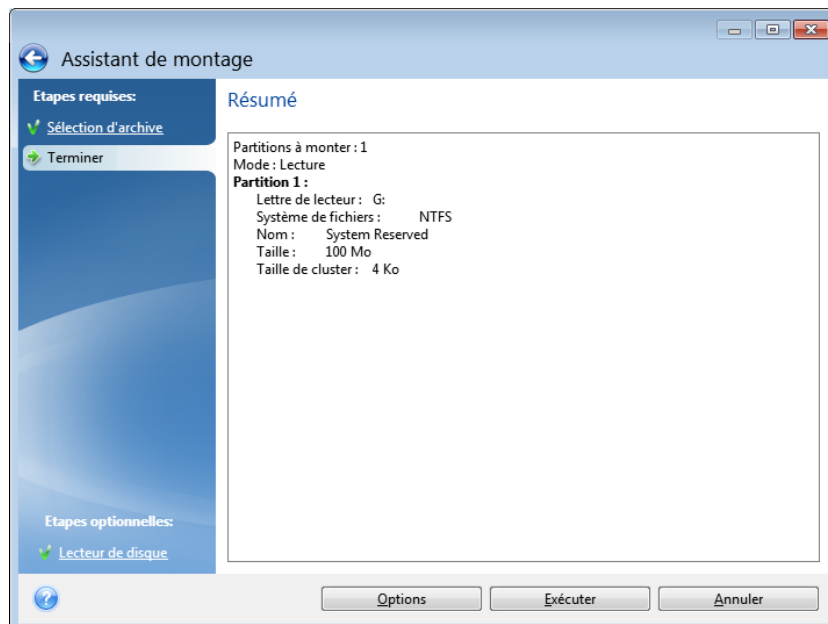 Assistant de montage
Etapes requises:
Sélection d'archive
Terminer
Résumé
Partitions à monter : 1
Mode : Lecture
Partition 1 :
Lettre de lecteur : G:
Système de fichiers : NTFS
Nom : System Reserved
Taille : 100 Mo
Taille de cluster : 4 Ko
Etapes optionnelles:
Lecteur de disque
Options
Exécuter
Annuler